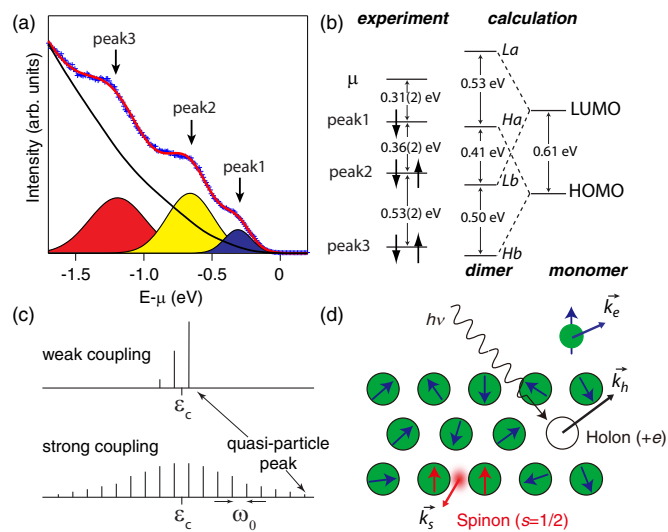 (a)
peak3
peak2
peak1
Intensity (arb. units)
-1.5
-1.0
-0.5
0
E-μ (eV)
(b)
experiment
calculation
μ
0.31(2) eV
peak1
0.36(2) eV
peak2
0.53(2) eV
peak3
La
0.53 eV
Ha
0.41 eV
Lb
0.50 eV
Hb
LUMO
0.61 eV
HOMO
dimer
monomer
(c)
weak coupling
εc
quasi-particle
peak
strong coupling
εc
ω0
(d)
hν
ke
kh
Holon (+e)
ks
Spinon (s=1/2)